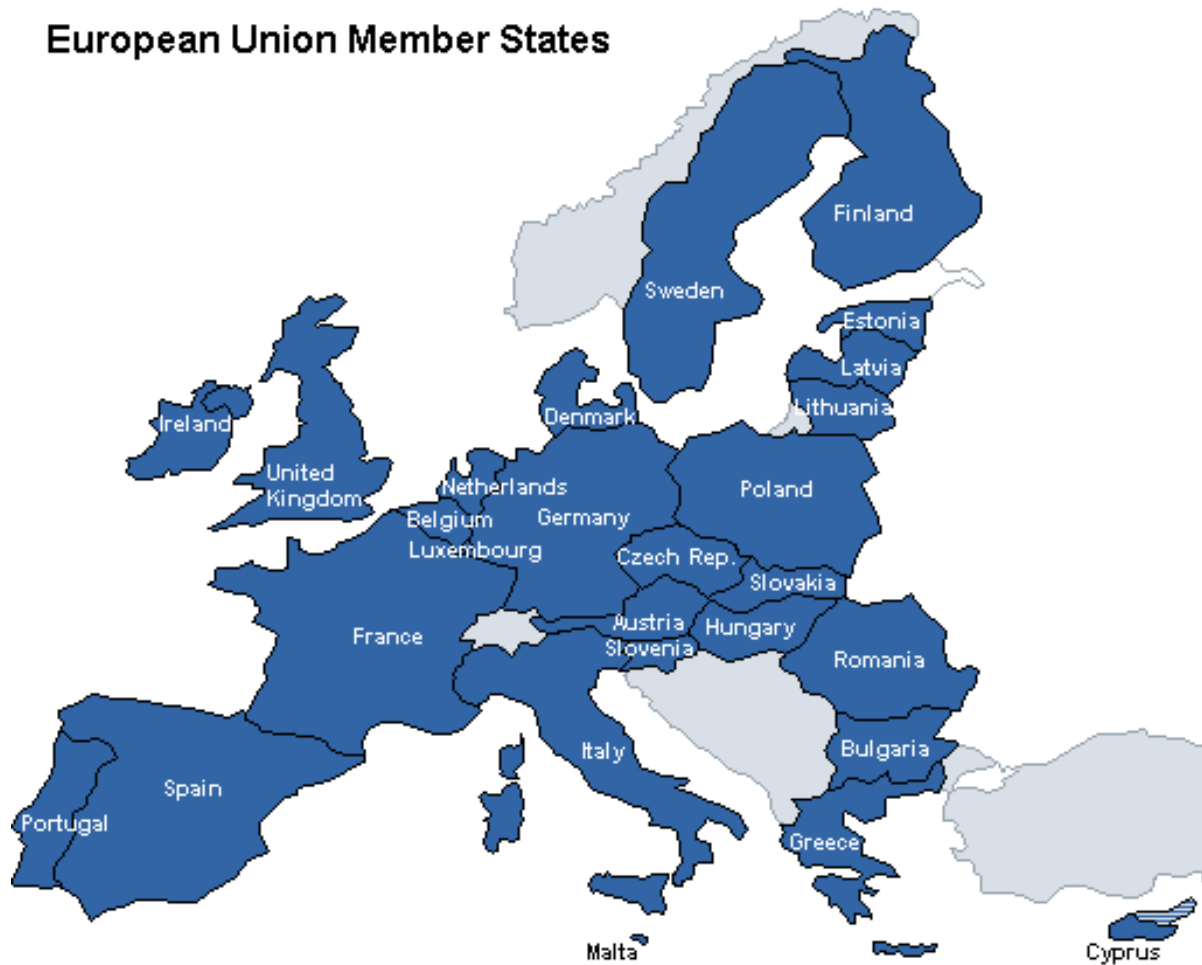 European Union Member States
Finland
Sweden
Estonia
Latvia
Lithuania
Denmark
Ireland
United
Kingdom
Netherlands
Poland
Belgium
Germany
Luxembourg
Czech Rep.
Slovakia
Austria
Hungary
France
Slovenia
Romania
Italy
Bulgaria
Spain
Portugal
Greece
Malta
Cyprus